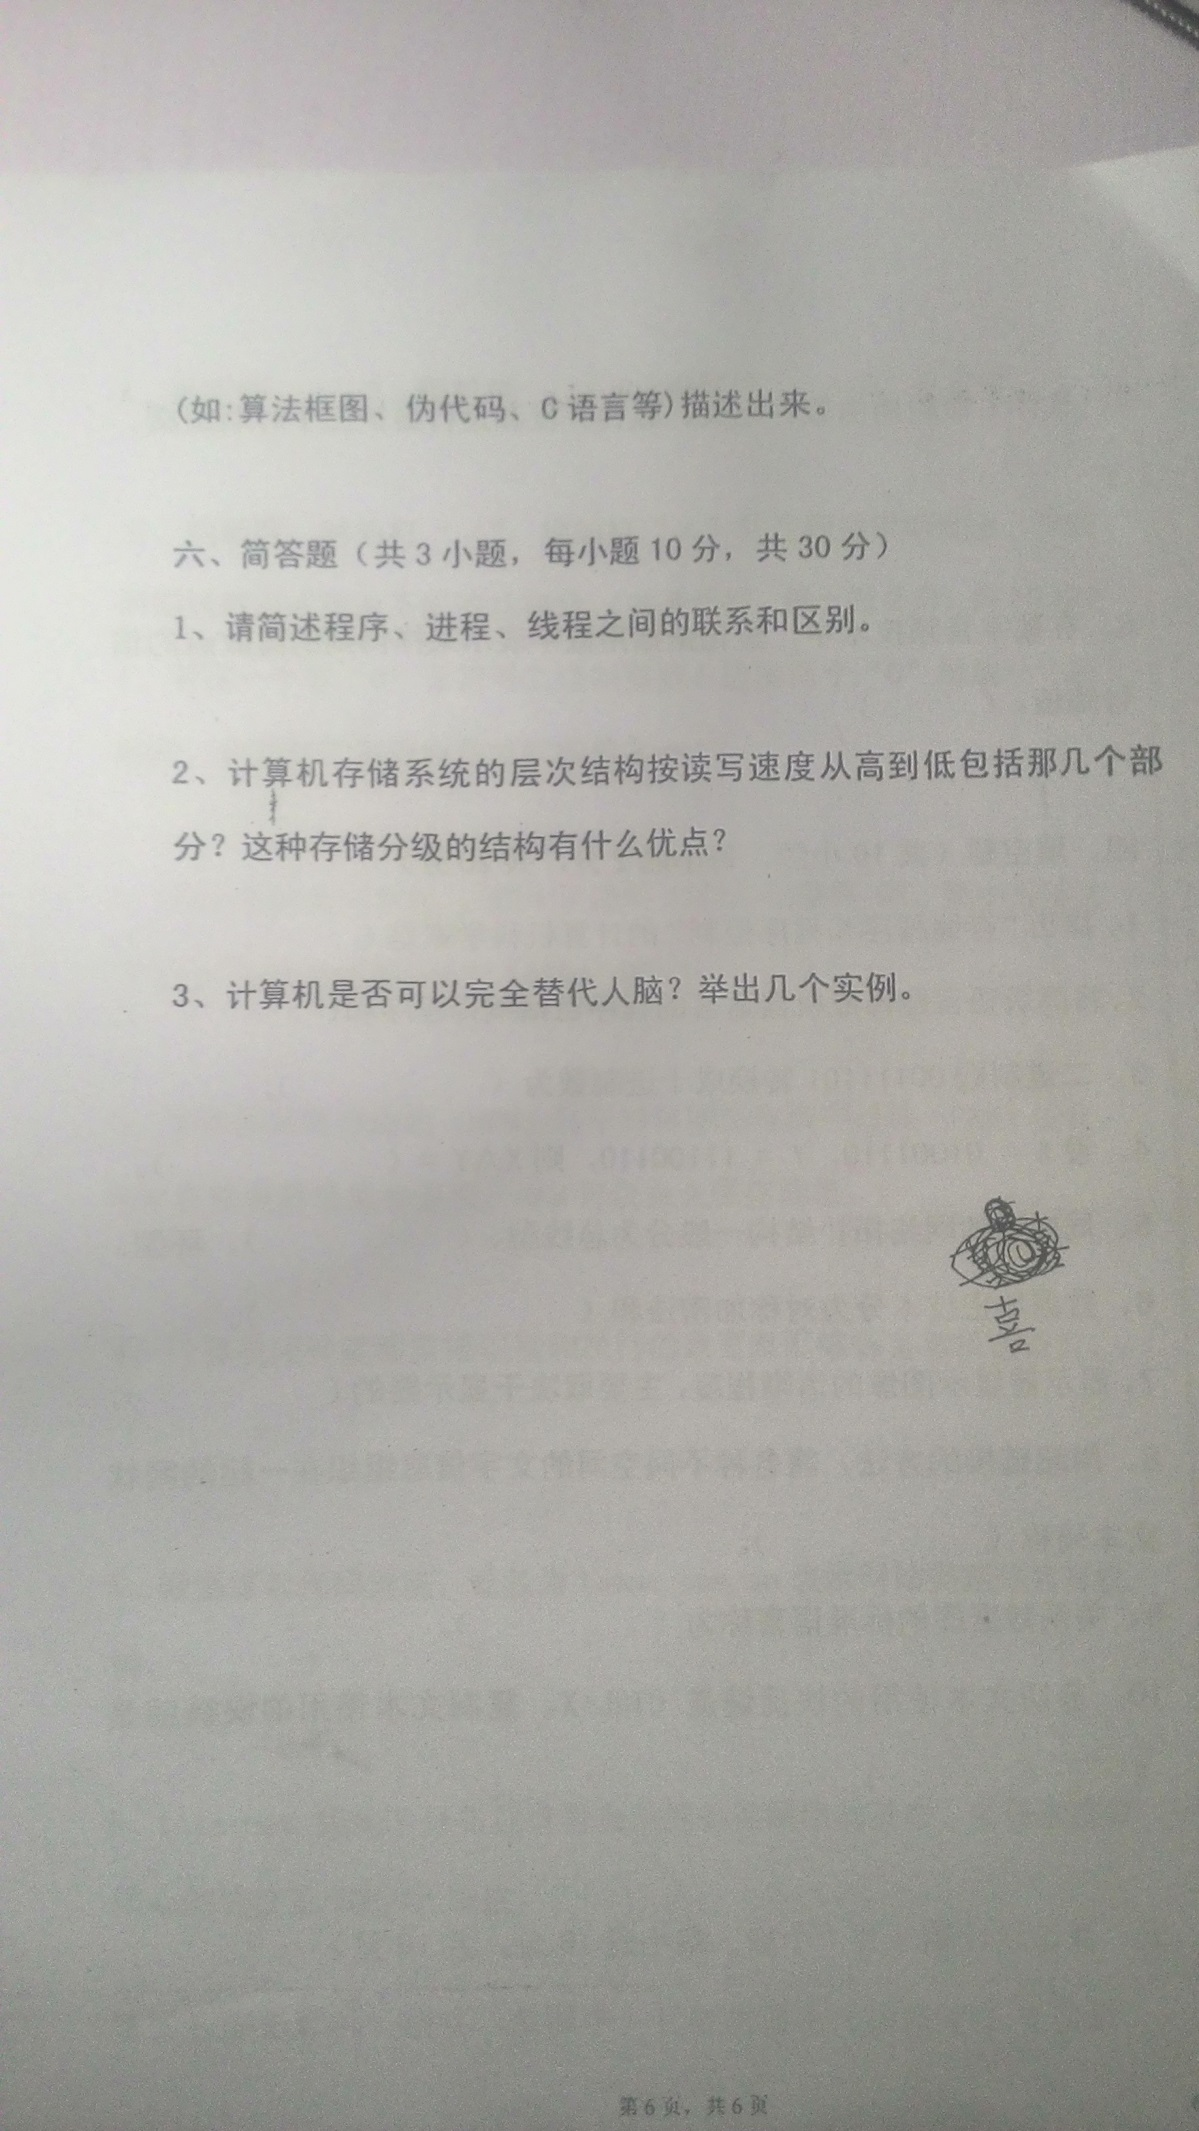 (如:算法框图、伪代码、C语言等)描述出来。
六、简答题（共3小题，每小题10分，共30分）
1、请简述程序、进程、线程之间的联系和区别。
2、计算机存储系统的层次结构按读写速度从高到低包括那几个部
分？这种存储分级的结构有什么优点？
3、计算机是否可以完全替代人脑？举出几个实例。
第6页，共6页